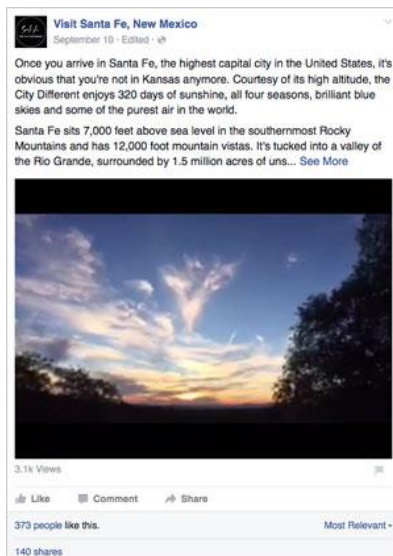 Visit Santa Fe, New Mexico
September 10 · Edited ·
Once you arrive in Santa Fe, the highest capital city in the United States, it's
obvious that you're not in Kansas anymore. Courtesy of its high altitude, the
City Different enjoys 320 days of sunshine, all four seasons, brilliant blue
skies and some of the purest air in the world.
Santa Fe sits 7,000 feet above sea level in the southernmost Rocky
Mountains and has 12,000 foot mountain vistas. It's tucked into a valley of
the Rio Grande, surrounded by 1.5 million acres of uns... See More
3.1k Views
Like Comment Share
373 people like this. Most Relevant
140 shares